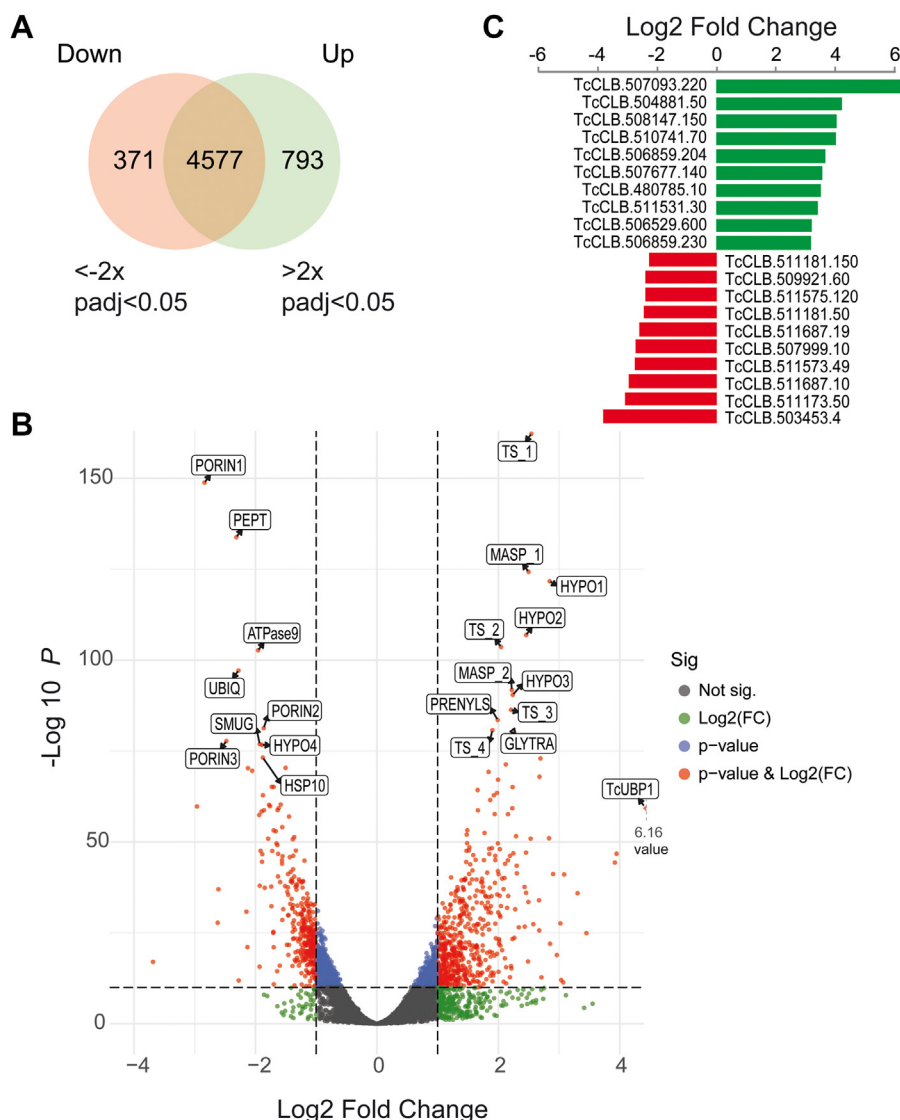 A
Down
Up
371
4577
793
<-2x
padj<0.05
>2x
padj<0.05
C
Log2 Fold Change
-6 -4 -2 0 2 4 6
TcCLB.507093.220
TcCLB.504881.50
TcCLB.508147.150
TcCLB.510741.70
TcCLB.506859.204
TcCLB.507677.140
TcCLB.480785.10
TcCLB.511531.30
TcCLB.506529.600
TcCLB.506859.230
TcCLB.511181.150
TcCLB.509921.60
TcCLB.511575.120
TcCLB.511181.50
TcCLB.511687.19
TcCLB.507999.10
TcCLB.511573.49
TcCLB.511687.10
TcCLB.511173.50
TcCLB.503453.4
B
-Log 10 P
150
100
50
0
PORIN1
PEPT
ATPase9
UBIQ
SMUG
PORIN2
PORIN3
HYPO4
HSP10
TS_1
MASP_1
HYPO1
HYPO2
TS_2
MASP_2
HYPO3
PRENYLS
TS_3
TS_4
GLYTRA
TcUBP1
6.16
value
−4 −2 0 2 4
Log2 Fold Change
Sig
Not sig.
Log2(FC)
p−value
p−value & Log2(FC)